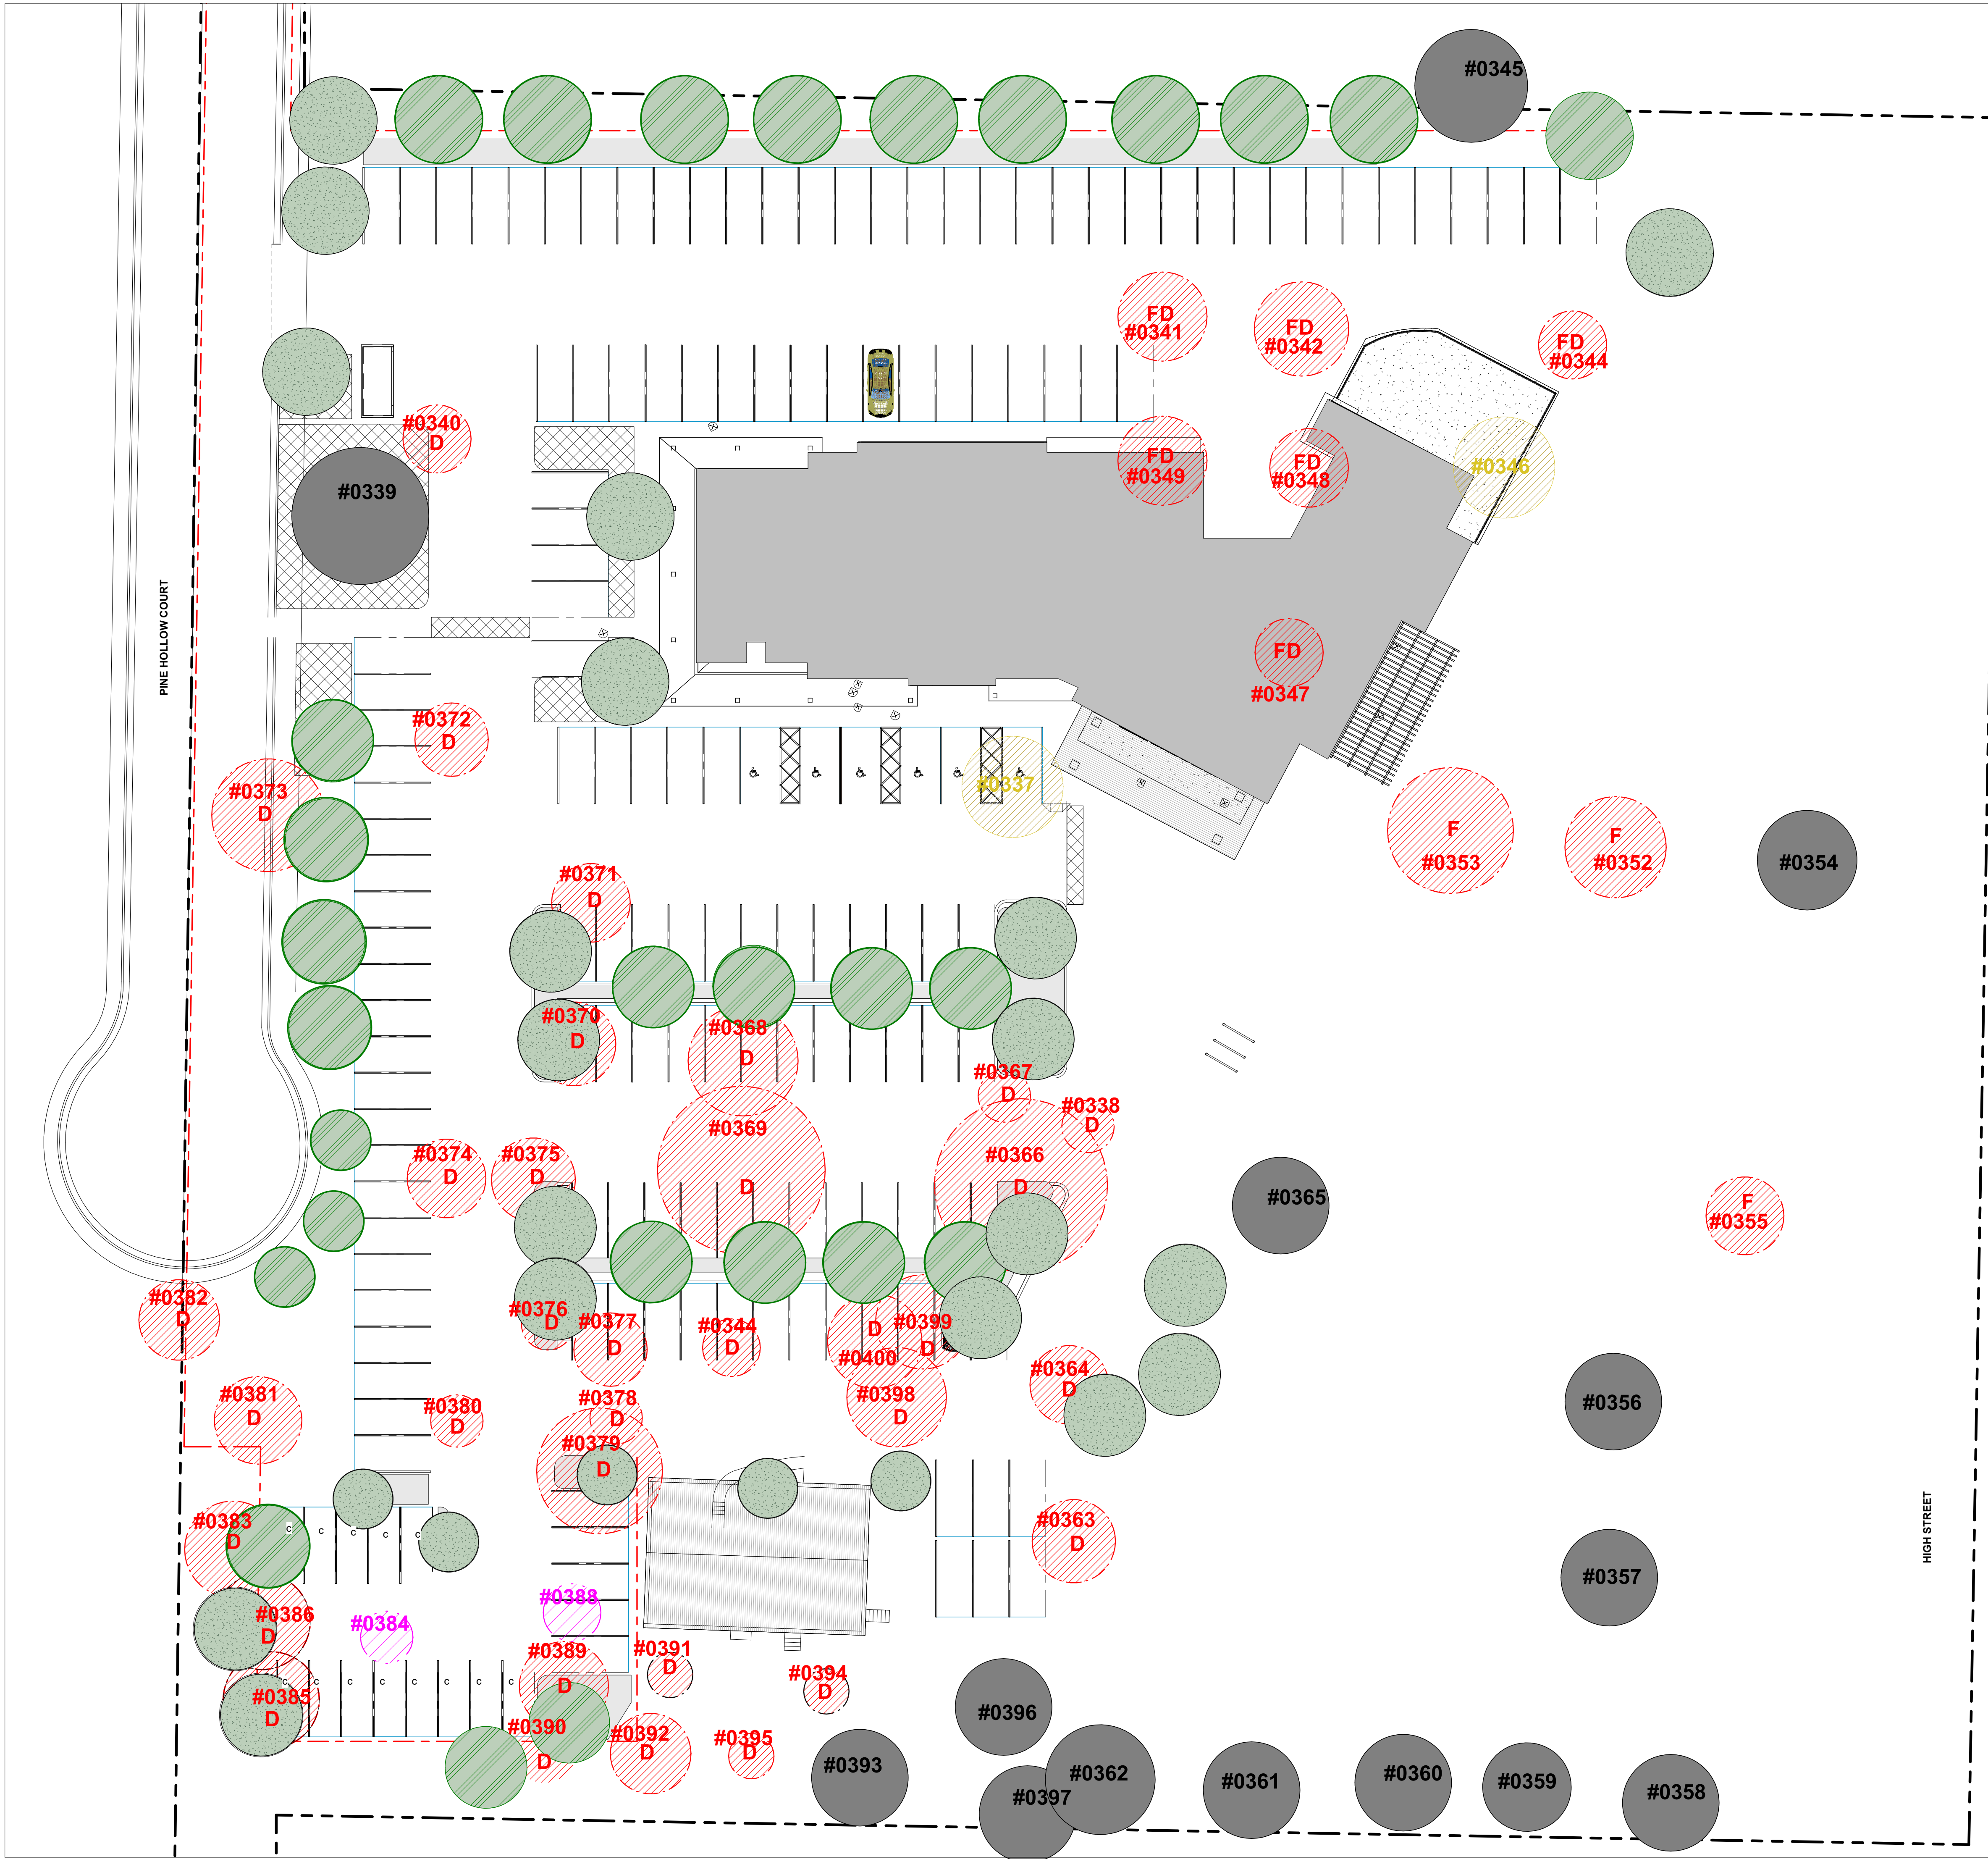 #0345
FD
#0341
FD
#0342
FD
#0344
#0340
D
FD
#0349
FD
#0348
#0346
#0339
PINE HOLLOW COURT
FD
#0347
#0372
D
#0373
D
#0337
F
#0353
F
#0352
#0354
#0371
D
#0370
D
#0368
D
#0367
D
#0338
D
#0369
D
#0366
D
#0374
D
#0375
D
#0365
F
#0355
#0382
D
#0376
D
#0377
D
#0344
D
D
#0400
#0399
D
#0364
D
#0381
D
#0380
D
#0378
D
#0398
D
#0356
#0379
D
#0383
D
C
C
C
C
C
#0363
D
HIGH STREET
#0357
#0386
D
#0384
#0388
#0389
D
#0391
D
#0394
D
C
C
C
C
C
C
C
C
#0385
D
#0396
#0390
D
#0392
D
#0395
D
#0393
#0397
#0362
#0361
#0360
#0359
#0358